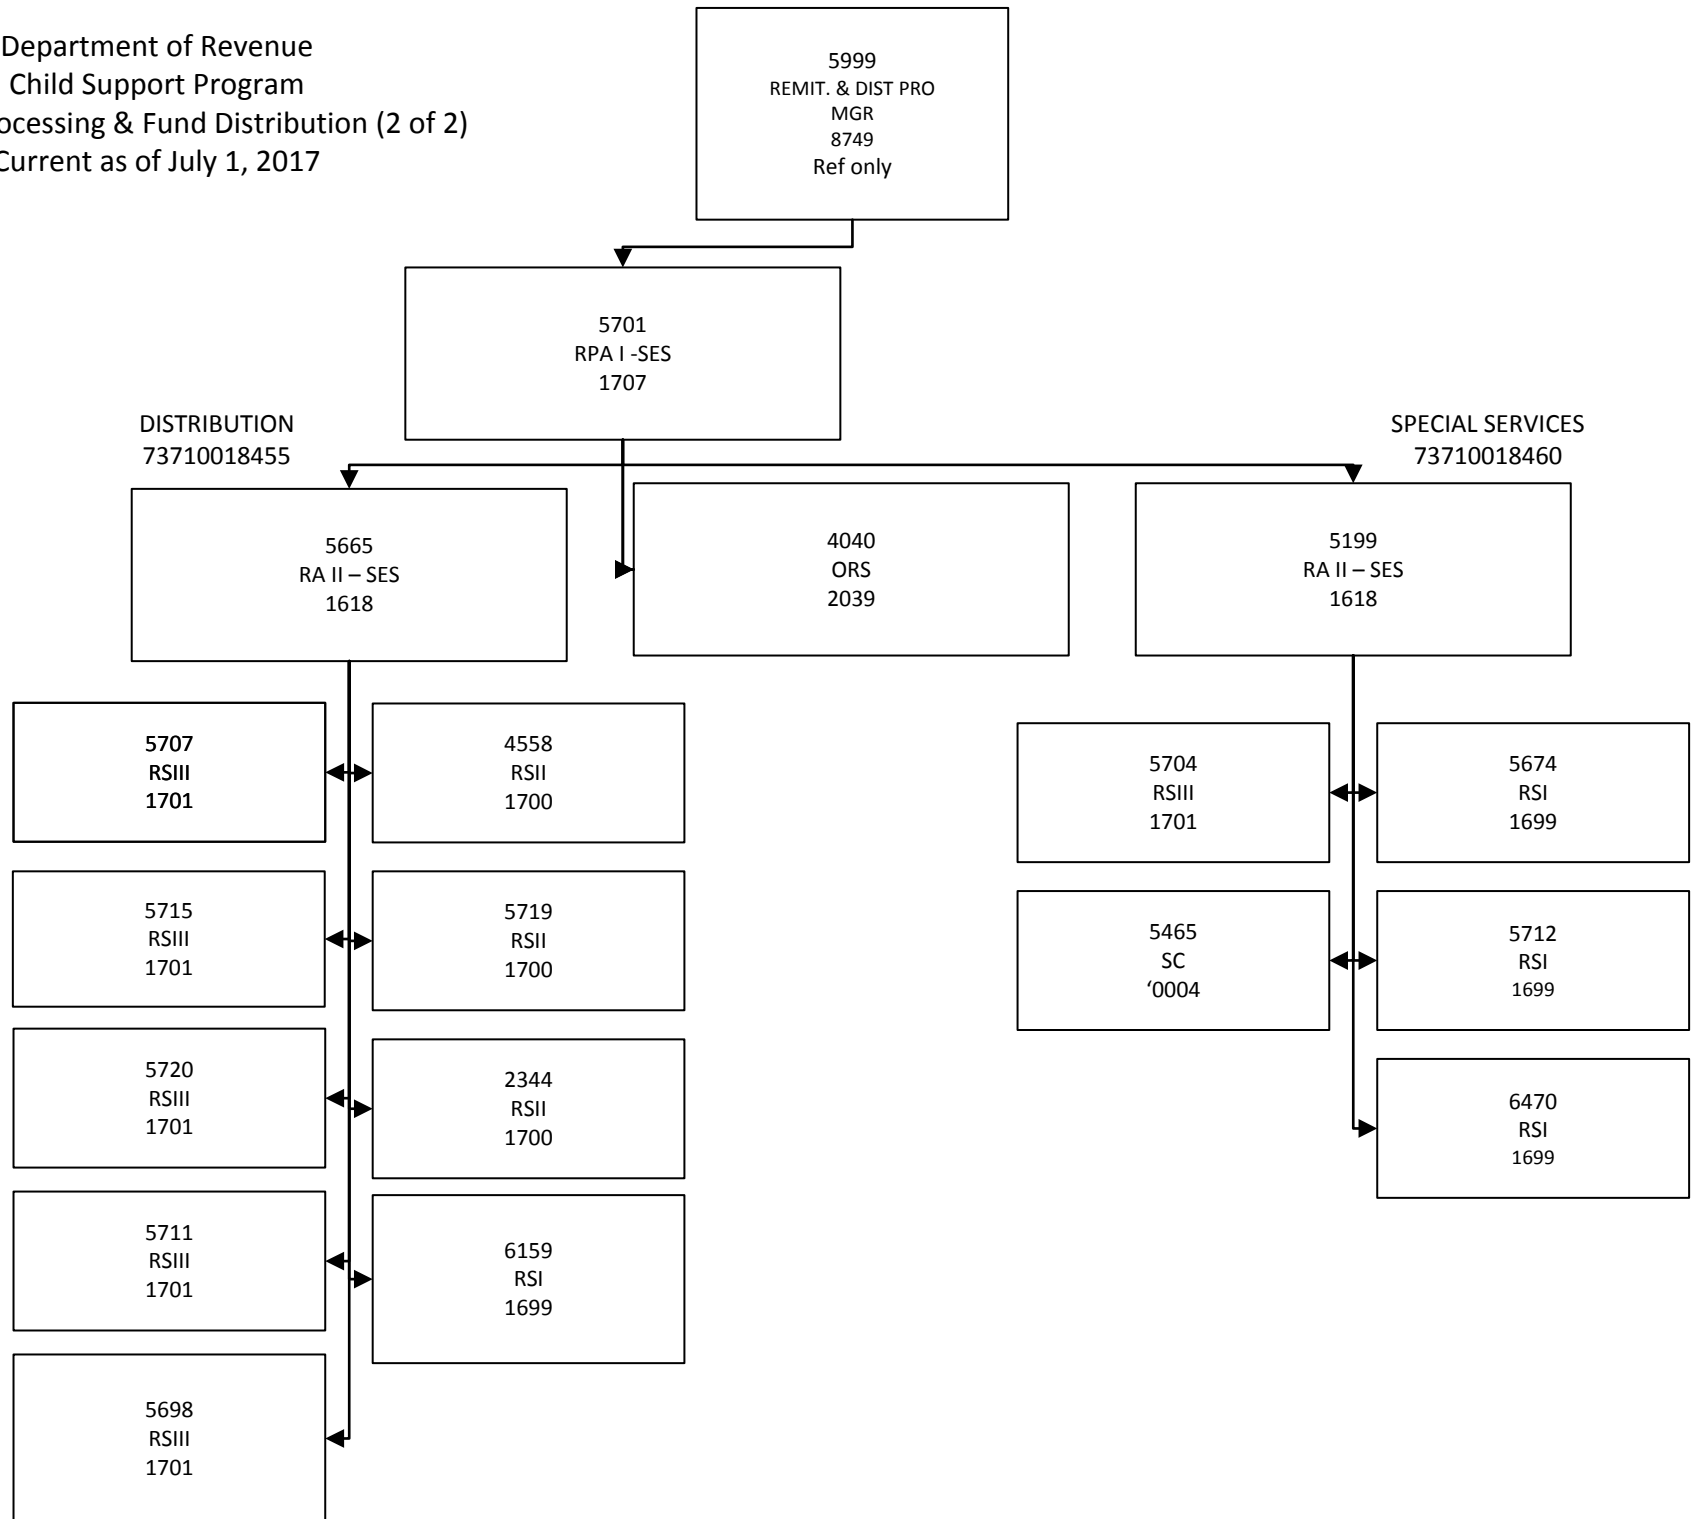 Department of Revenue
Child Support Program
ocessing & Fund Distribution (2 of 2)
Current as of July 1, 2017
5999
REMIT. & DIST PRO
MGR
8749
Ref only
5701
RPA I -SES
1707
DISTRIBUTION
73710018455
SPECIAL SERVICES
73710018460
5665
RA II – SES
1618
4040
ORS
2039
5199
RA II – SES
1618
5707
RSIII
1701
4558
RSII
1700
5704
RSIII
1701
5674
RSI
1699
5715
RSIII
1701
5719
RSII
1700
5465
SC
‘0004
5712
RSI
1699
5720
RSIII
1701
2344
RSII
1700
6470
RSI
1699
5711
RSIII
1701
6159
RSI
1699
5698
RSIII
1701